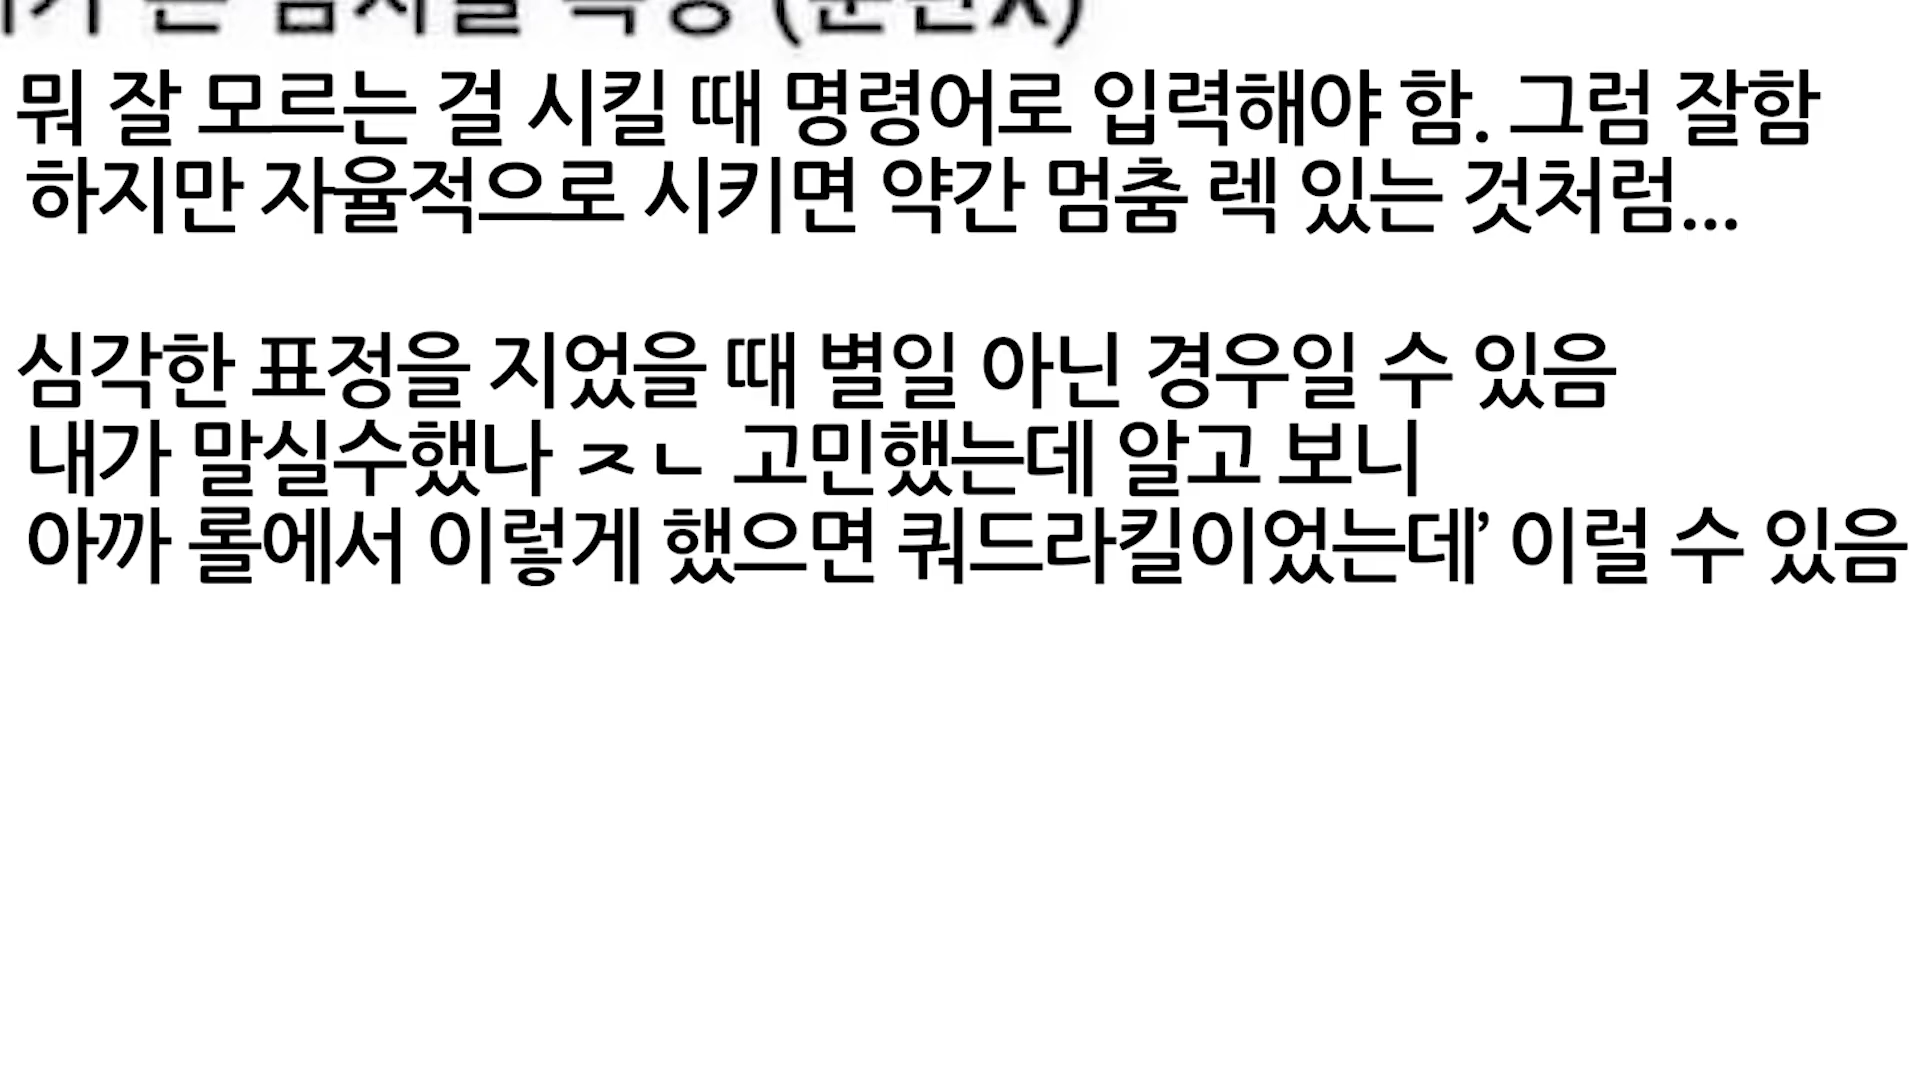 특징 (분란X)
뭐 잘 모르는 걸 시킬 때 명령어로 입력해야 함. 그럼 잘함
하지만 자율적으로 시키면 약간 멈춤 렉 있는 것처럼...
심각한 표정을 지었을 때 별일 아닌 경우일 수 있음
내가 말실수했나 ㅈㄴ 고민했는데 알고 보니
아까 롤에서 이렇게 했으면 쿼드라킬이었는데’ 이럴 수 있음